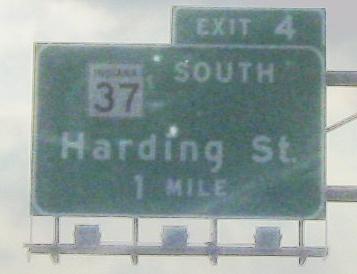 EXIT 4
INDIANA
37
SOUTH
Harding St.
1 MILE